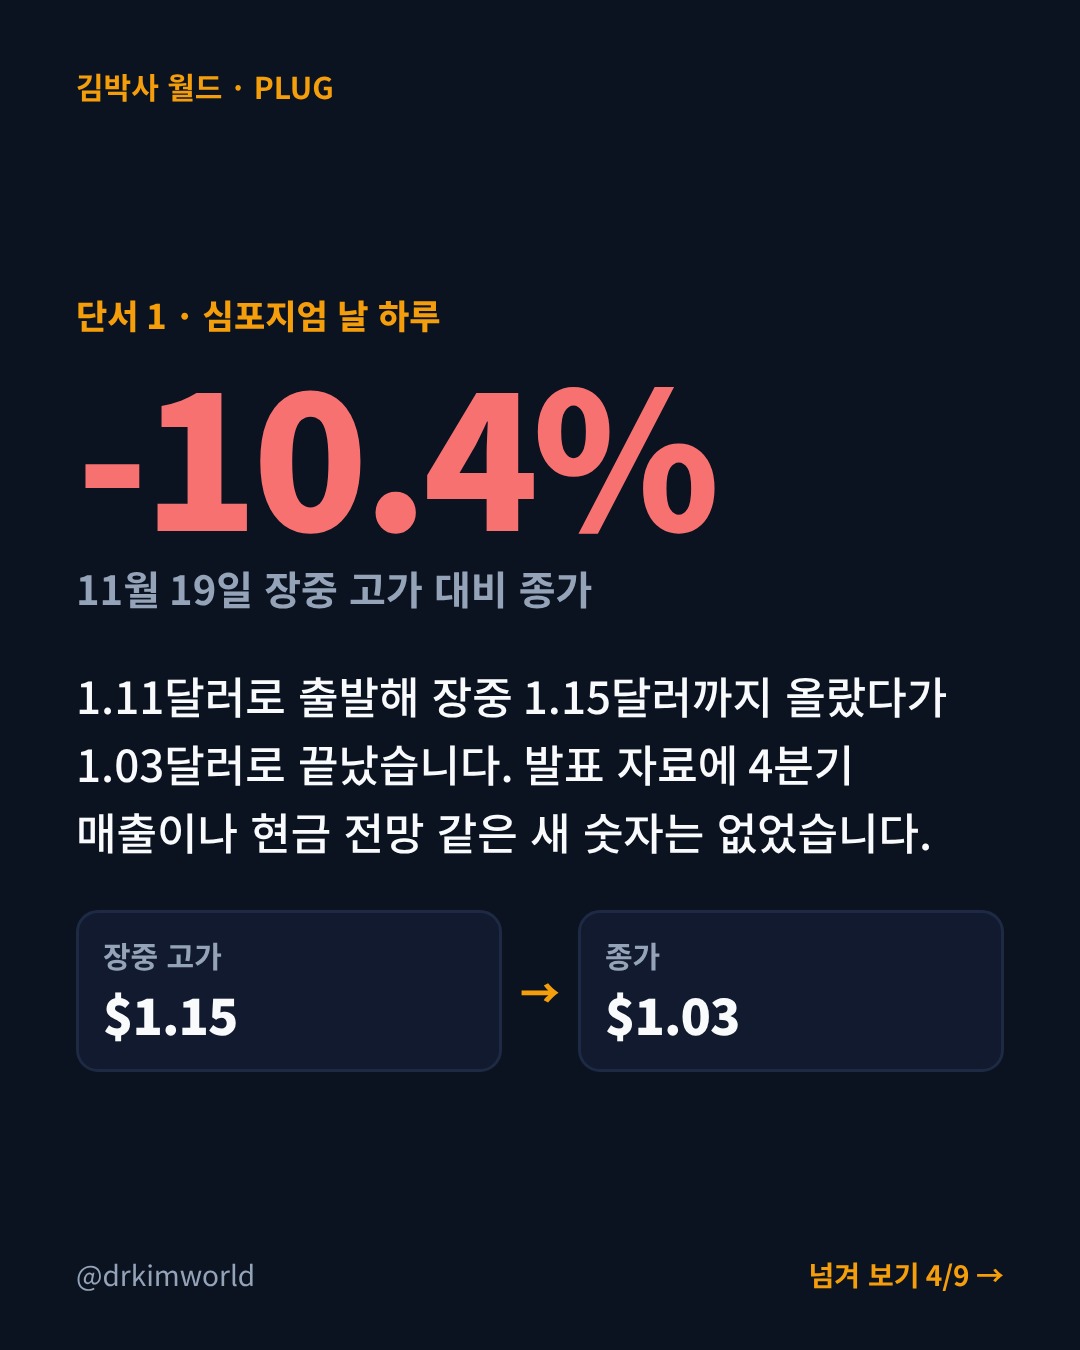 김박사 월드 · PLUG
단서 1 · 심포지엄 날 하루
-10.4%
11월 19일 장중 고가 대비 종가
1.11달러로 출발해 장중 1.15달러까지 올랐다가
1.03달러로 끝났습니다. 발표 자료에 4분기
매출이나 현금 전망 같은 새 숫자는 없었습니다.
장중 고가
$1.15
→
종가
$1.03
@drkimworld
넘겨 보기 4/9 →